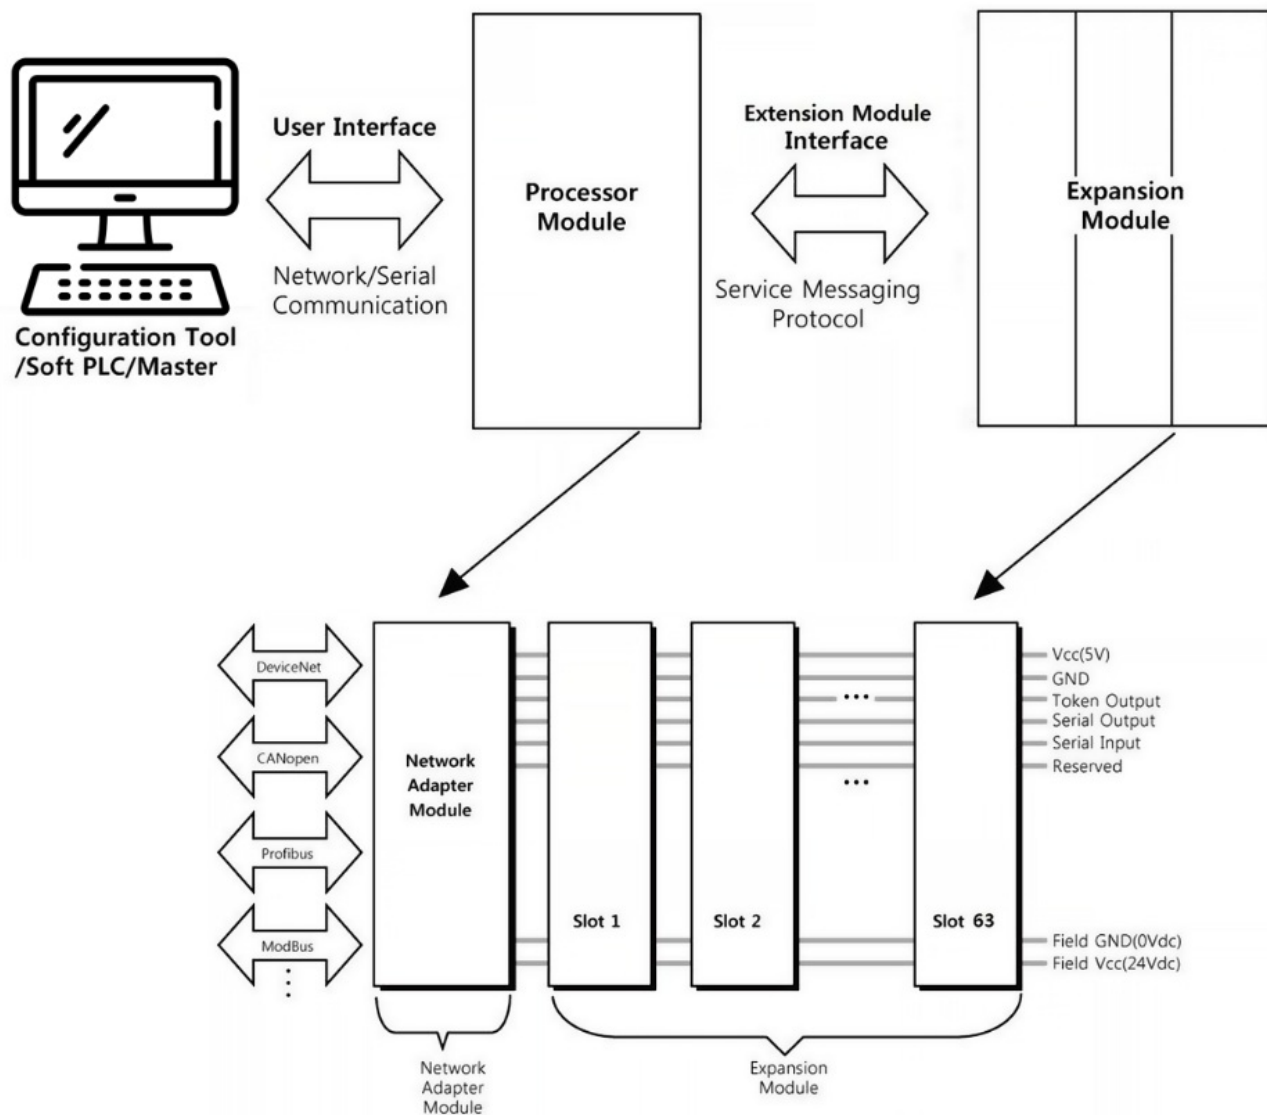 User Interface
Network/Serial
Communication
Configuration Tool
/Soft PLC/Master
Processor
Module
Extension Module
Interface
Service Messaging
Protocol
Expansion
Module
DeviceNet
CANopen
Profibus
ModBus
Network
Adapter
Module
Slot 1
Slot 2
Slot 63
Vcc(5V)
GND
Token Output
Serial Output
Serial Input
Reserved
Field GND(0Vdc)
Field Vcc(24Vdc)
Network
Adapter
Module
Expansion
Module